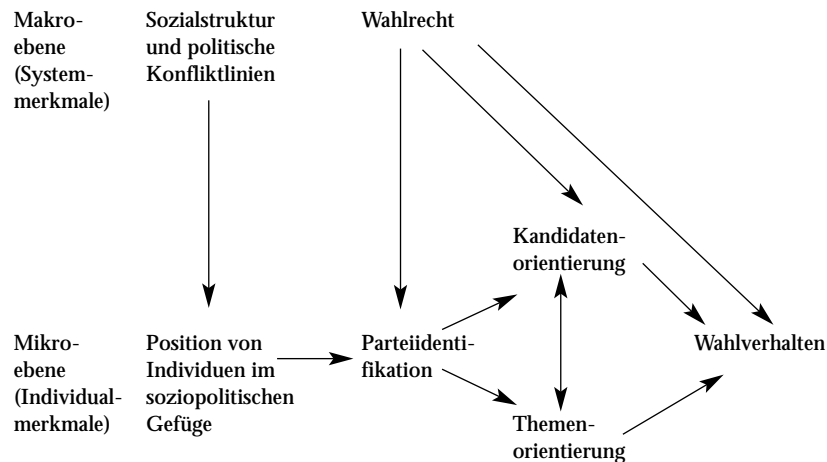 Makro-
ebene
(System-
merkmale)
Sozialstruktur
und politische
Konfliktlinien
Wahlrecht
Kandidaten-
orientierung
Mikro-
ebene
(Individual-
merkmale)
Position von
Individuen im
soziopolitischen
Gefüge
Parteiidenti-
fikation
Wahlverhalten
Themen-
orientierung